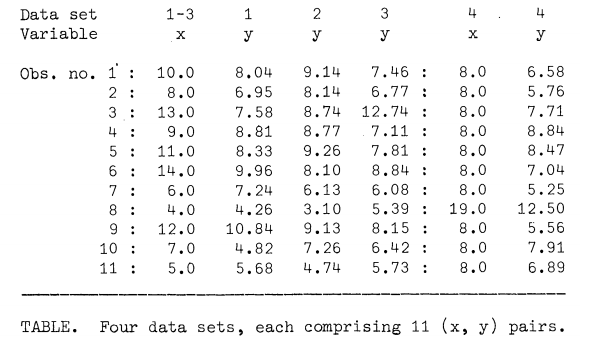 Data set 1-3 1 2 3 4 4
Variable x y y y x y
Obs. no. 1 : 10.0 8.04 9.14 7.46 : 8.0 6.58
2 : 8.0 6.95 8.14 6.77 : 8.0 5.76
3 : 13.0 7.58 8.74 12.74 : 8.0 7.71
4 : 9.0 8.81 8.77 7.11 : 8.0 8.84
5 : 11.0 8.33 9.26 7.81 : 8.0 8.47
6 : 14.0 9.96 8.10 8.84 : 8.0 7.04
7 : 6.0 7.24 6.13 6.08 : 8.0 5.25
8 : 4.0 4.26 3.10 5.39 : 19.0 12.50
9 : 12.0 10.84 9.13 8.15 : 8.0 5.56
10 : 7.0 4.82 7.26 6.42 : 8.0 7.91
11 : 5.0 5.68 4.74 5.73 : 8.0 6.89
TABLE. Four data sets, each comprising 11 (x, y) pairs.